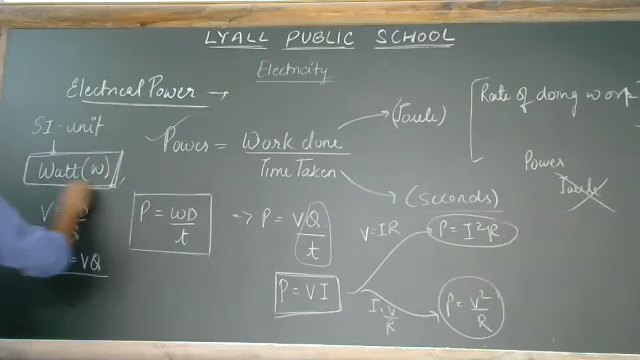 LYALL PUBLIC SCHOOL
Electricity
Electrical Power →
SI-unit
Watt (W)
✓ Power = Work done / Time Taken
(Joule)
(seconds)
[Rate of doing work
Power
Joule
P = WD / t
→ P = V Q / t
V = IR
P = I²R
P = VI
I = V / R
P = V² / R
= VQ